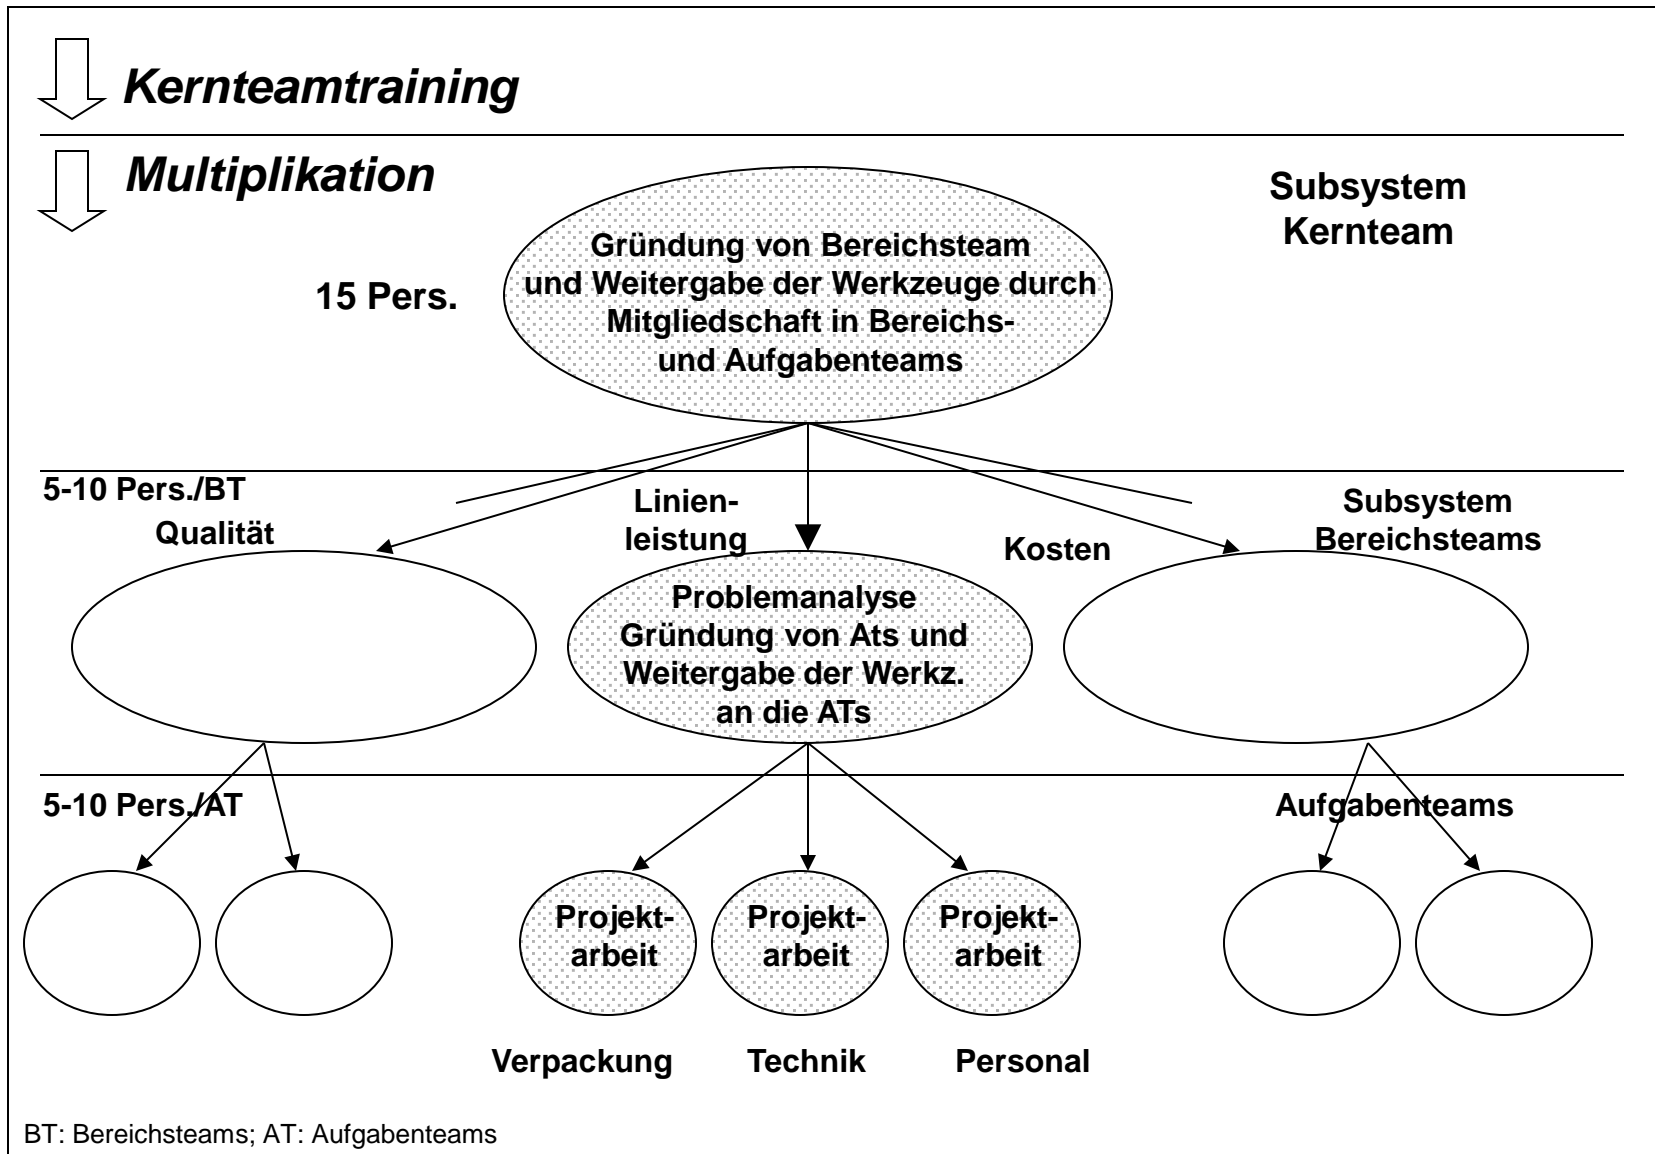 Kernteamtraining
Multiplikation
Subsystem
Kernteam
Gründung von Bereichsteam
und Weitergabe der Werkzeuge durch
Mitgliedschaft in Bereichs-
und Aufgabenteams
15 Pers.
5-10 Pers./BT
Qualität
Linien-
leistung
Kosten
Subsystem
Bereichsteams
Problemanalyse
Gründung von Ats und
Weitergabe der Werkz.
an die ATs
5-10 Pers./AT
Aufgabenteams
Projekt-
arbeit
Projekt-
arbeit
Projekt-
arbeit
Verpackung
Technik
Personal
BT: Bereichsteams; AT: Aufgabenteams